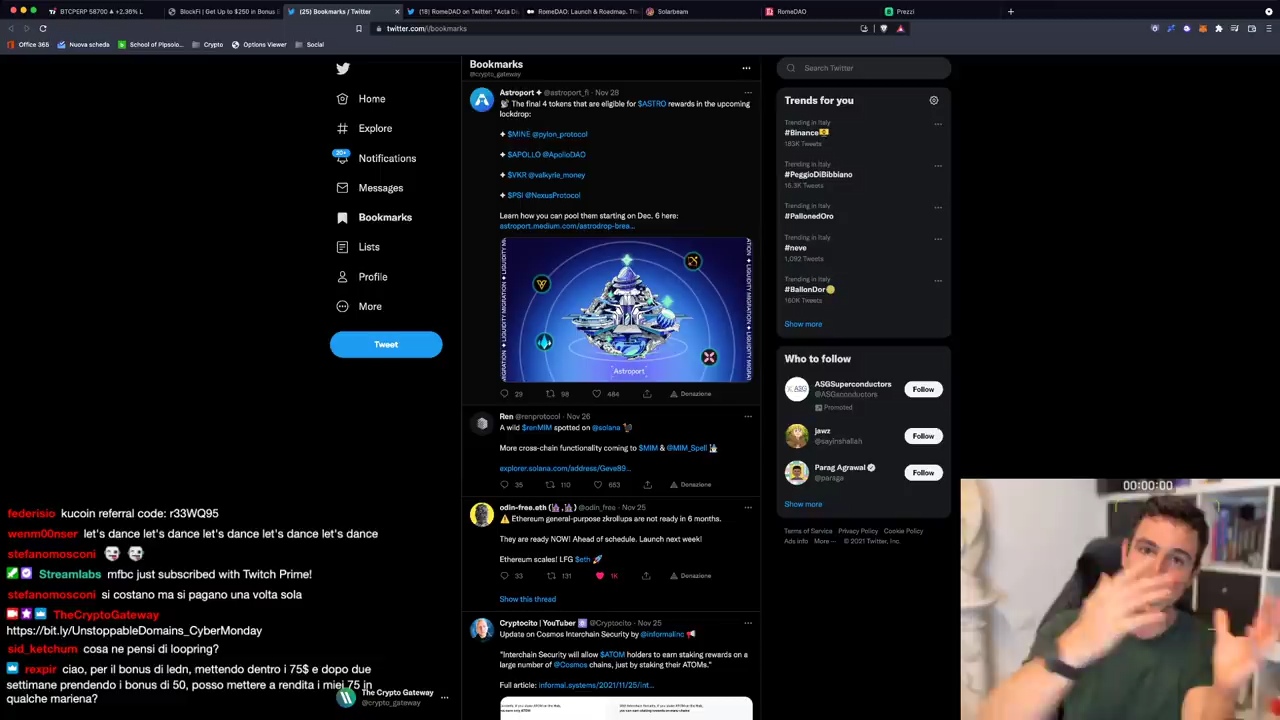 BTCPERP 58700 ▲ +2.36% L
BlockFi | Get Up to $250 in Bonus B
(25) Bookmarks / Twitter
(18) RomeDAO on Twitter: "Acta Di
RomeDAO: Launch & Roadmap. Th
Solarbeam
RomeDAO
Prezzi
twitter.com/i/bookmarks
Office 365
Nuova scheda
School of Plpsolo...
Crypto
Options Viewer
Social
Home
Explore
20+
Notifications
Messages
Bookmarks
Lists
Profile
More
Tweet
The Crypto Gateway
@crypto_gateway
Bookmarks
@crypto_gateway
Astroport ✦ @astroport_fi · Nov 28
The final 4 tokens that are eligible for $ASTRO rewards in the upcoming
lockdrop:
✦ $MINE @pylon_protocol
✦ $APOLLO @ApolloDAO
✦ $VKR @valkyrie_money
✦ $PSI @NexusProtocol
Learn how you can pool them starting on Dec. 6 here:
astroport.medium.com/astrodrop-brea...
LIQUIDITY MIGRATION
Astroport
29 98 484 Donazione
Ren @renprotocol · Nov 26
A wild $renMIM spotted on @solana
More cross-chain functionality coming to $MIM & @MIM_Spell
explorer.solana.com/address/Geve89...
35 110 653 Donazione
odin-free.eth @odin_free · Nov 25
⚠️ Ethereum general-purpose zkrollups are not ready in 6 months.
They are ready NOW! Ahead of schedule. Launch next week!
Ethereum scales! LFG $eth 🚀
33 131 1K Donazione
Show this thread
Cryptocito | YouTuber @Cryptocito · Nov 25
Update on Cosmos Interchain Security by @informalinc
"Interchain Security will allow $ATOM holders to earn staking rewards on a
large number of @Cosmos chains, just by staking their ATOMs."
Full article: informal.systems/2021/11/25/int...
Search Twitter
Trends for you
Trending in Italy
#Binance
183K Tweets
Trending in Italy
#PeggioDiBibbiano
16.3K Tweets
Trending in Italy
#PallonedOro
Trending in Italy
#neve
1,092 Tweets
Trending in Italy
#BallonDor
160K Tweets
Show more
Who to follow
ASGSuperconductors
@ASGsconductors
Promoted
Follow
jawz
@sayinshallah
Follow
Parag Agrawal
@paraga
Follow
Show more
Terms of Service Privacy Policy Cookie Policy
Ads info More ··· © 2021 Twitter, Inc.
00:00:00
federisio kucoin referral code: r33WQ95
wenm00nser let's dance let's dance let's dance let's dance
stefanomosconi
Streamlabs mfbc just subscribed with Twitch Prime!
stefanomosconi si costano ma si pagano una volta sola
TheCryptoGateway
https://bit.ly/UnstoppableDomains_CyberMonday
sid_ketchum cosa ne pensi di loopring?
rexpir ciao, per il bonus di ledn, mettendo dentro i 75$ e dopo due
settimane prendendo i bonus di 50, posso mettere a rendita i miei 75 in
qualche mariena?